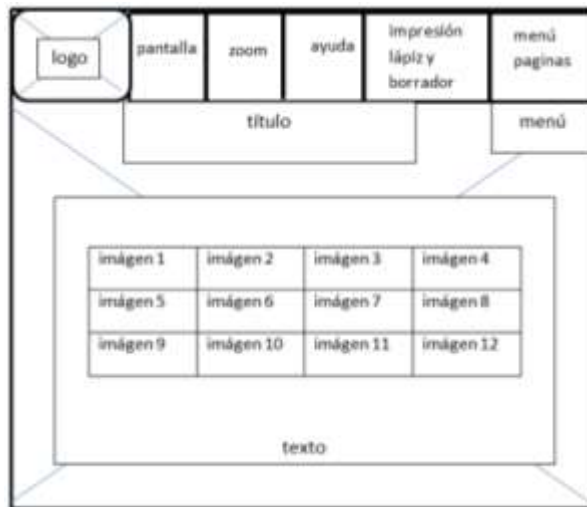 logo
pantalla
zoom
ayuda
impresión
lápiz y
borrador
menú
paginas
título
menú
imágen 1 imágen 2 imágen 3 imágen 4
imágen 5 imágen 6 imágen 7 imágen 8
imágen 9 imágen 10 imágen 11 imágen 12
texto